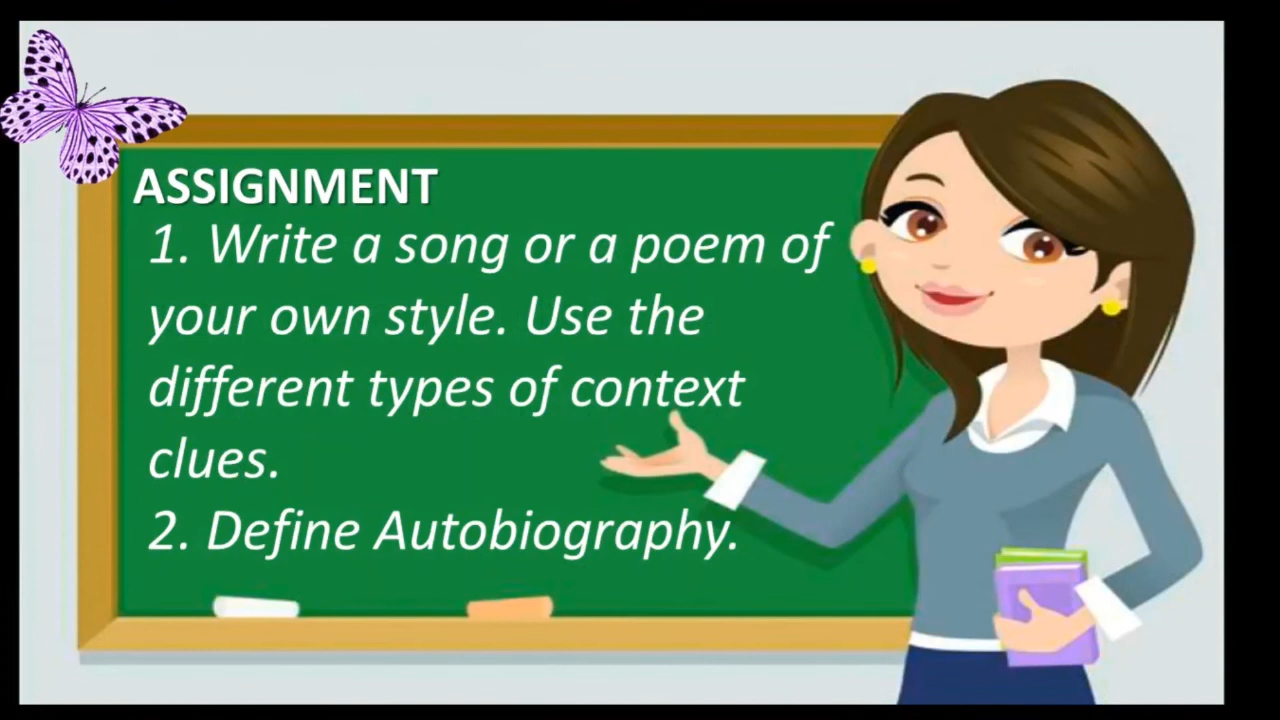 ASSIGNMENT
1. Write a song or a poem of
your own style. Use the
different types of context
clues.
2. Define Autobiography.